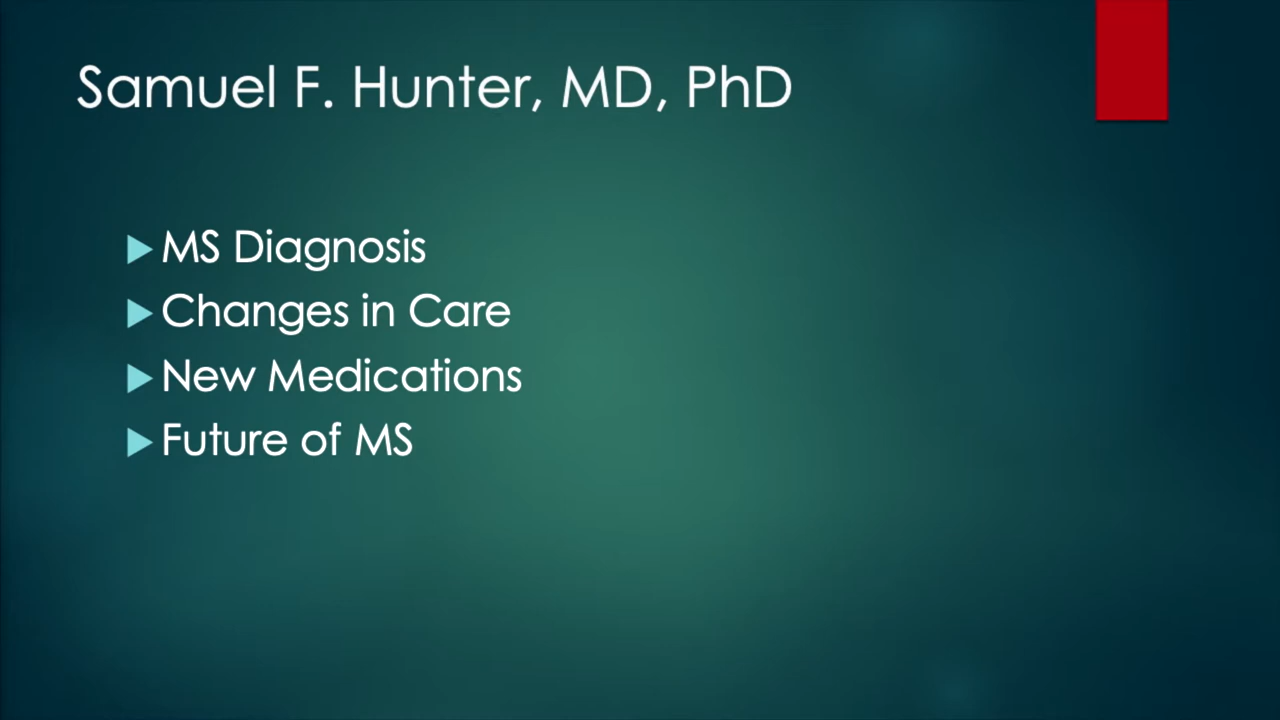 Samuel F. Hunter, MD, PhD
MS Diagnosis
Changes in Care
New Medications
Future of MS